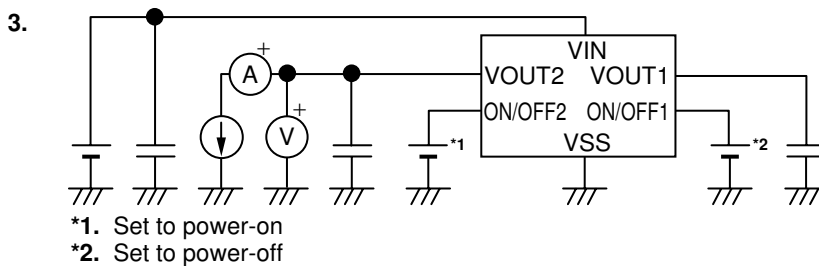 3.
VIN
+
A
VOUT2 VOUT1
+
V
ON/OFF2 ON/OFF1
*1
VSS
*2
*1. Set to power-on
*2. Set to power-off